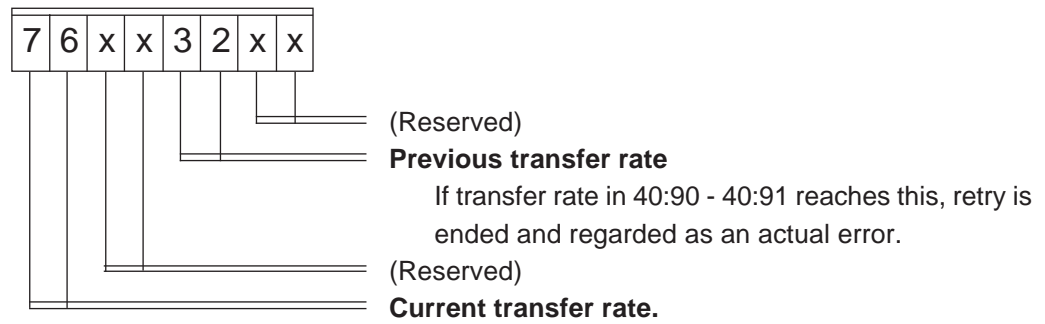 7 6 x x 3 2 x x
(Reserved)
Previous transfer rate
If transfer rate in 40:90 - 40:91 reaches this, retry is
ended and regarded as an actual error.
(Reserved)
Current transfer rate.